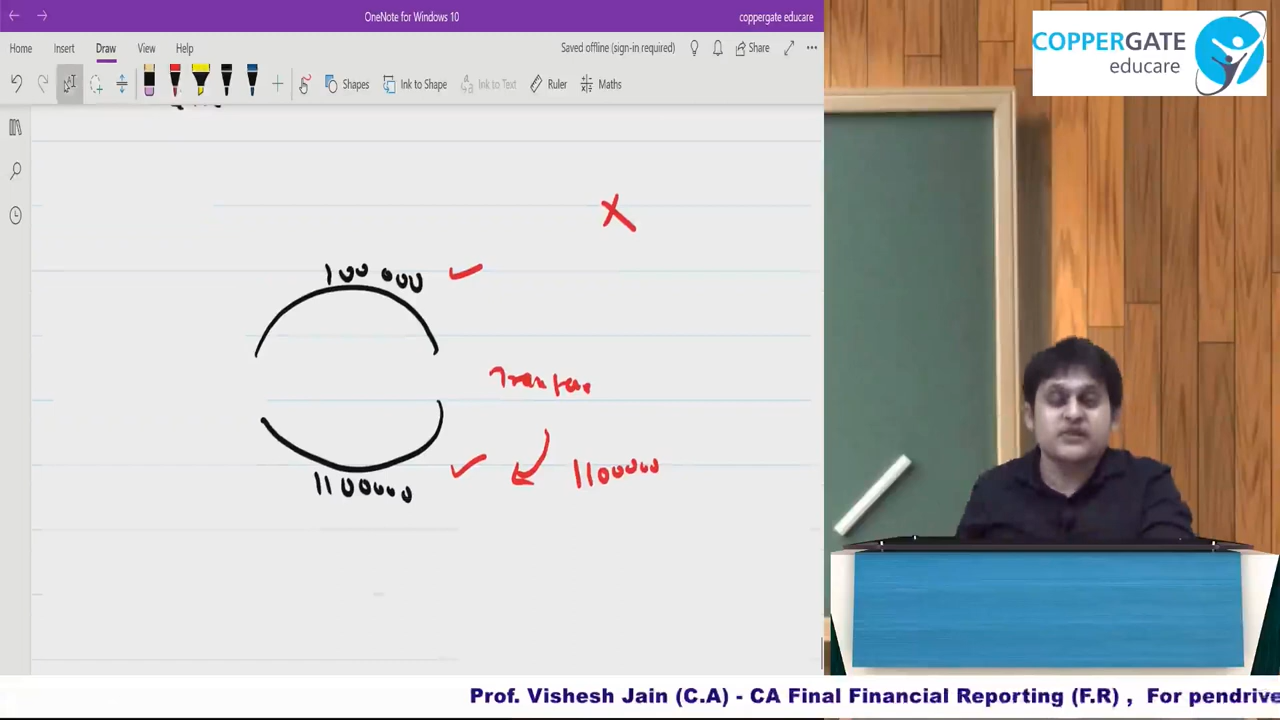 OneNote for Windows 10
coppergate educare
Home Insert Draw View Help
Saved offline (sign-in required)
Share
Shapes
Ink to Shape
Ink to Text
Ruler
Maths
COPPERGATE
educare
100 000
1100000
1100000
Prof. Vishesh Jain (C.A) - CA Final Financial Reporting (F.R) , For pendrive